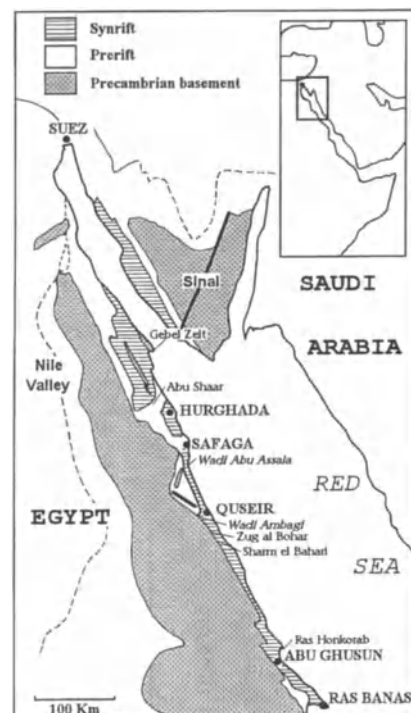 Synrift
Prerift
Precambrian basement
SUEZ
Sinai
SAUDI
ARABIA
Gebel Zeit
Nile
Valley
Abu Shaar
HURGHADA
SAFAGA
Wadi Abu Assala
RED
SEA
EGYPT
QUSEIR
Wadi Ambagi
Zug al Bohar
Sharm el Bahari
Ras Honkorab
ABU GHUSUN
RAS BANAS
100 Km